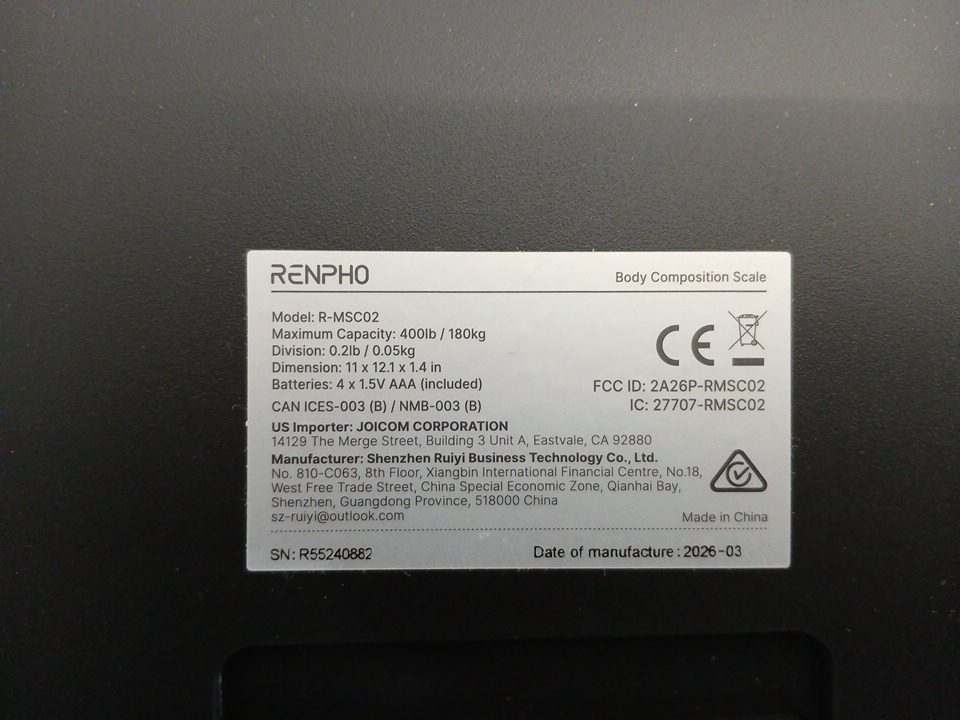 RENPHO
Body Composition Scale
Model: R-MSC02
Maximum Capacity: 400lb / 180kg
Division: 0.2lb / 0.05kg
Dimension: 11 x 12.1 x 1.4 in
Batteries: 4 x 1.5V AAA (included)
CAN ICES-003 (B) / NMB-003 (B)
CE
FCC ID: 2A26P-RMSC02
IC: 27707-RMSC02
US Importer: JOICOM CORPORATION
14129 The Merge Street, Building 3 Unit A, Eastvale, CA 92880
Manufacturer: Shenzhen Ruiyi Business Technology Co., Ltd.
No. 810-C063, 8th Floor, Xiangbin International Financial Centre, No.18,
West Free Trade Street, China Special Economic Zone, Qianhai Bay,
Shenzhen, Guangdong Province, 518000 China
sz-ruiyi@outlook.com
Made in China
SN: R55240882
Date of manufacture: 2026-03